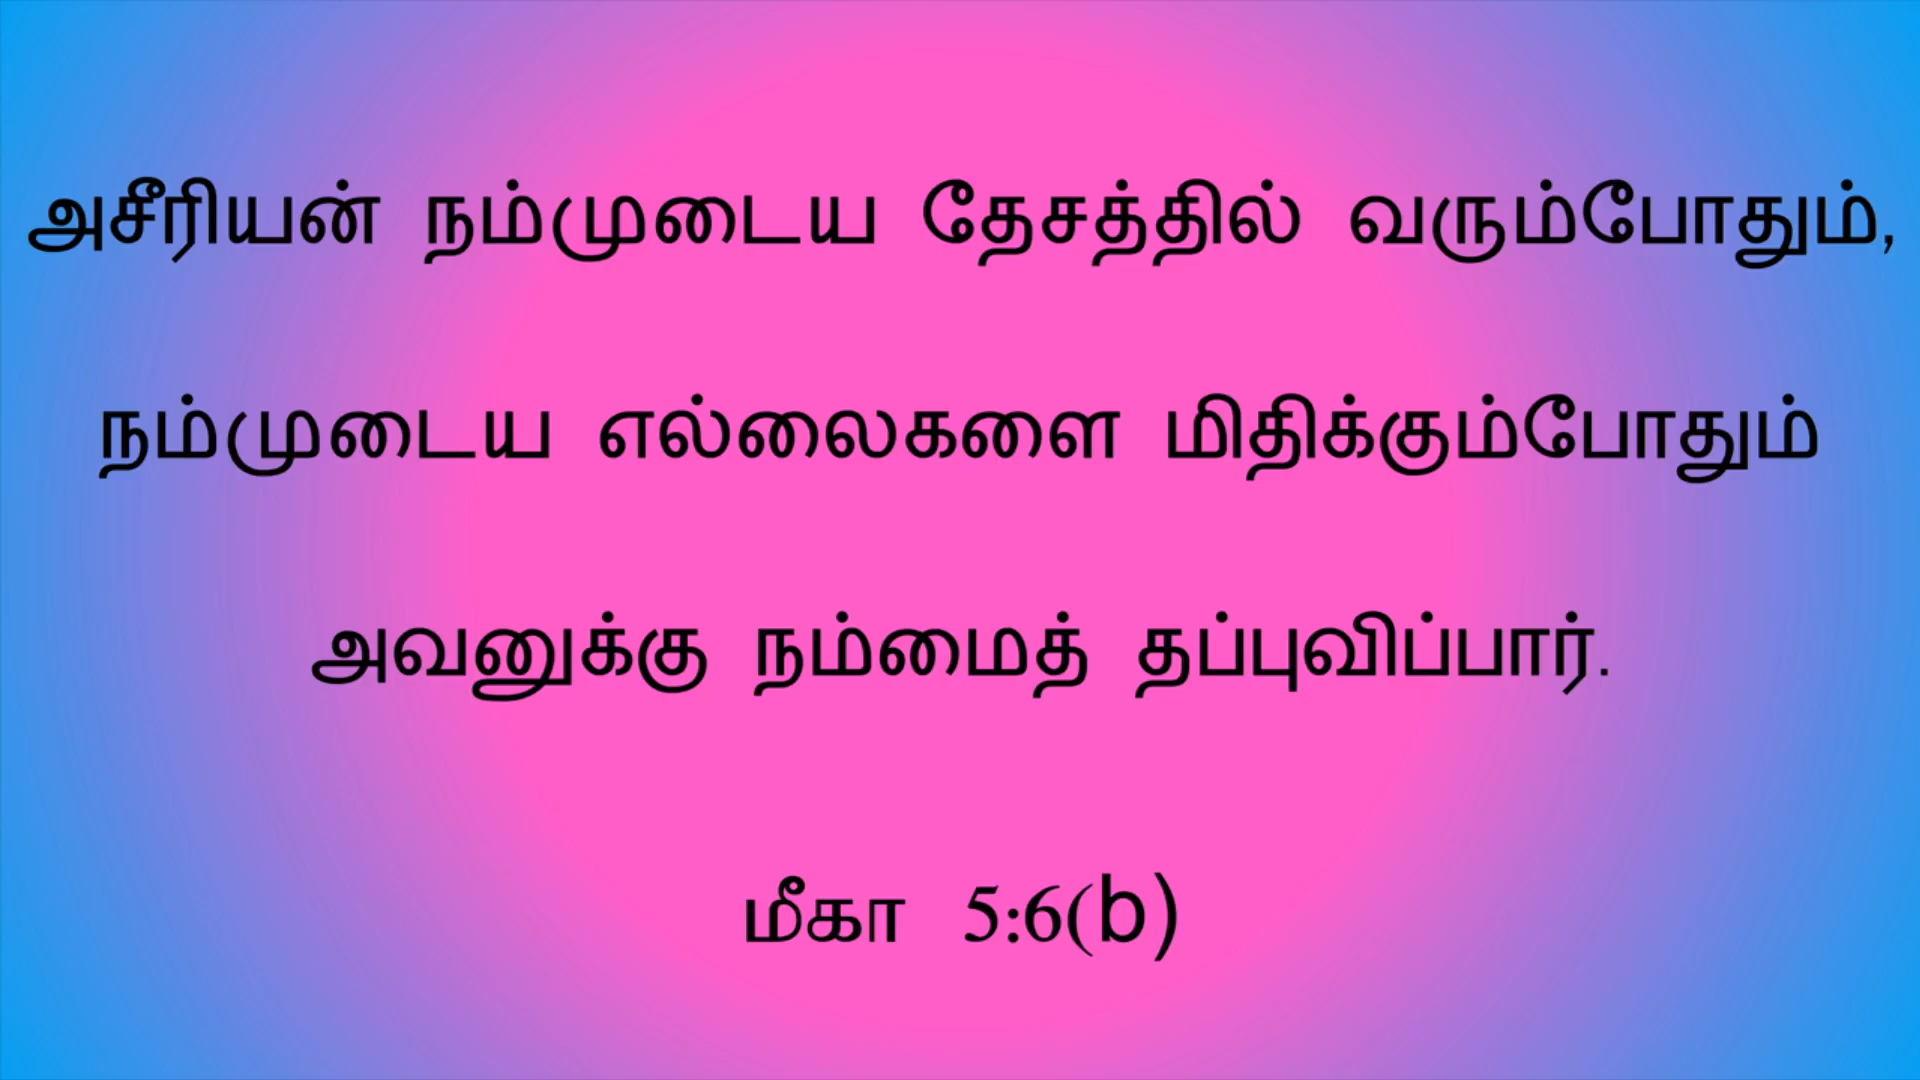 அசீரியன் நம்முடைய தேசத்தில் வரும்போதும்,
நம்முடைய எல்லைகளை மிதிக்கும்போதும்
அவனுக்கு நம்மைத் தப்புவிப்பார்.
மீகா 5:6(b)